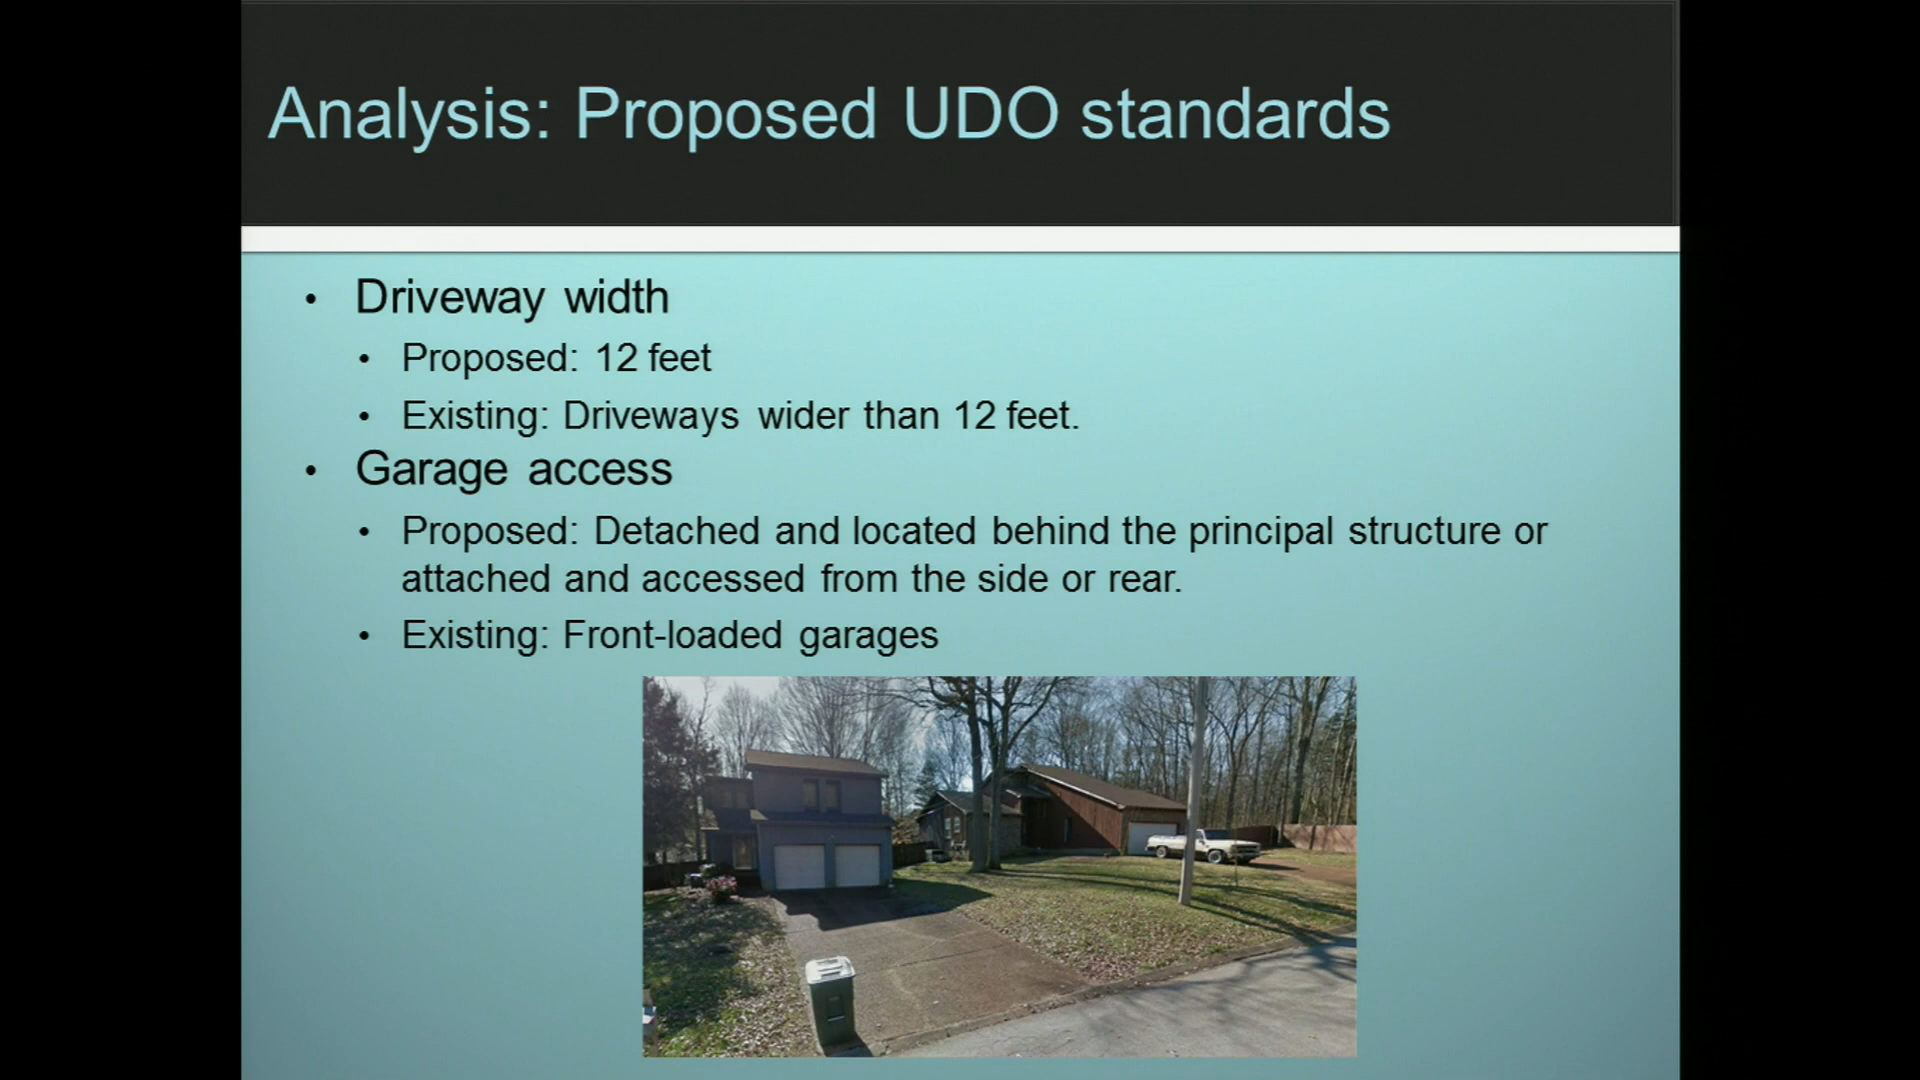 Analysis: Proposed UDO standards
• Driveway width
• Proposed: 12 feet
• Existing: Driveways wider than 12 feet.
• Garage access
• Proposed: Detached and located behind the principal structure or
attached and accessed from the side or rear.
• Existing: Front-loaded garages